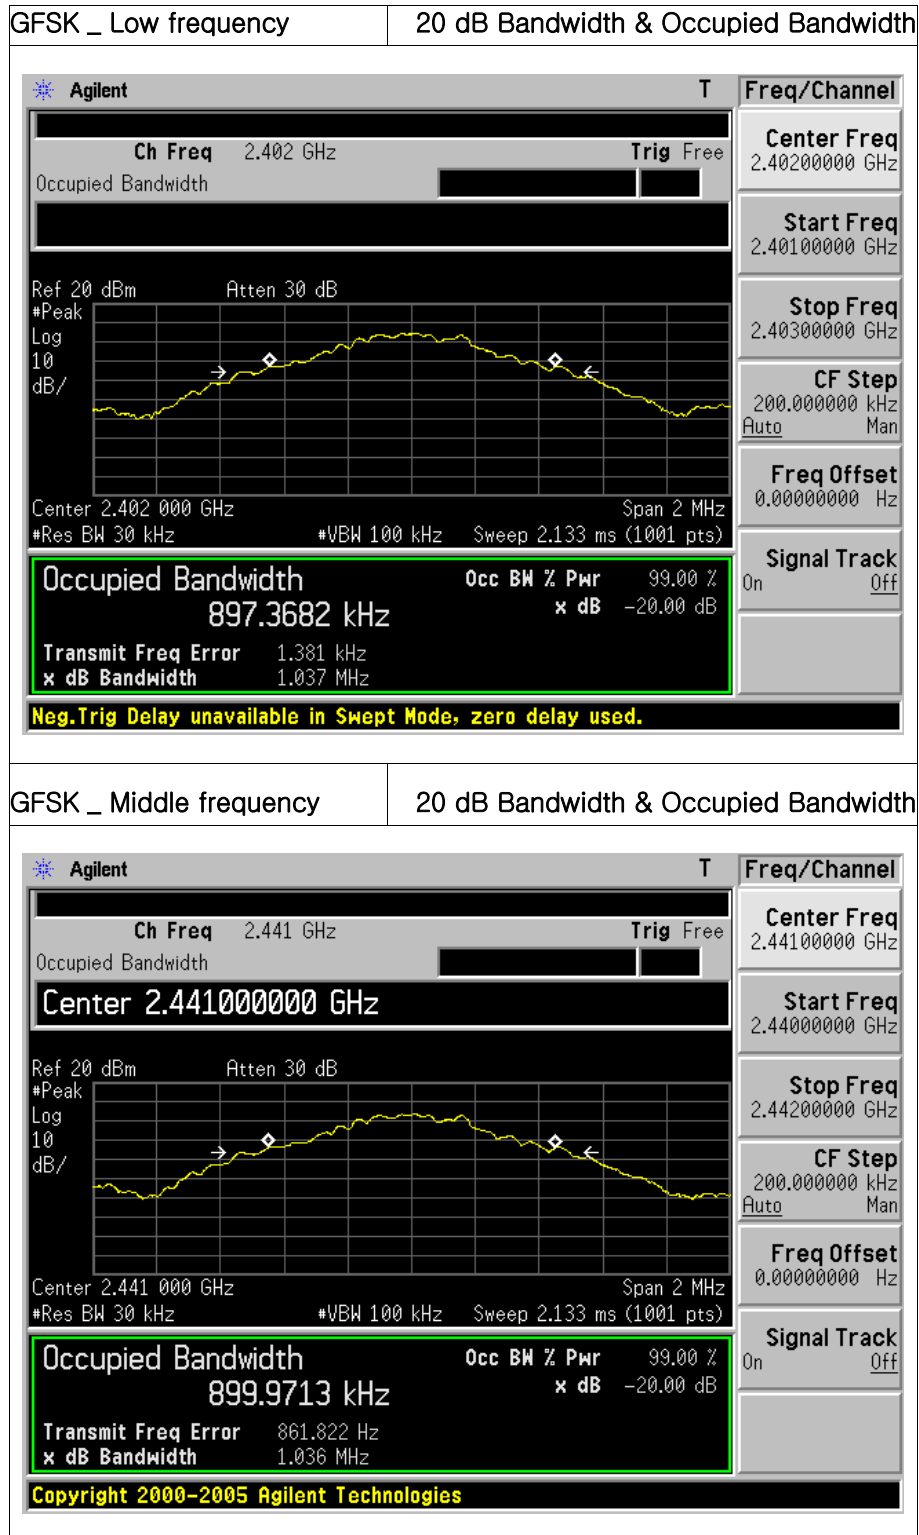 GFSK _ Low frequency 20 dB Bandwidth & Occupied Bandwidth
Agilent T Freq/Channel
Ch Freq 2.402 GHz Trig Free
Occupied Bandwidth
Center Freq
2.40200000 GHz
Start Freq
2.40100000 GHz
Stop Freq
2.40300000 GHz
CF Step
200.000000 kHz
Auto Man
Freq Offset
0.00000000 Hz
Signal Track
On Off
Ref 20 dBm Atten 30 dB
#Peak
Log
10
dB/
Center 2.402 000 GHz Span 2 MHz
#Res BW 30 kHz #VBW 100 kHz Sweep 2.133 ms (1001 pts)
Occupied Bandwidth Occ BW % Pwr 99.00 %
897.3682 kHz x dB -20.00 dB
Transmit Freq Error 1.381 kHz
x dB Bandwidth 1.037 MHz
Neg.Trig Delay unavailable in Swept Mode, zero delay used.
GFSK _ Middle frequency 20 dB Bandwidth & Occupied Bandwidth
Agilent T Freq/Channel
Ch Freq 2.441 GHz Trig Free
Occupied Bandwidth
Center 2.441000000 GHz
Center Freq
2.44100000 GHz
Start Freq
2.44000000 GHz
Stop Freq
2.44200000 GHz
CF Step
200.000000 kHz
Auto Man
Freq Offset
0.00000000 Hz
Signal Track
On Off
Ref 20 dBm Atten 30 dB
#Peak
Log
10
dB/
Center 2.441 000 GHz Span 2 MHz
#Res BW 30 kHz #VBW 100 kHz Sweep 2.133 ms (1001 pts)
Occupied Bandwidth Occ BW % Pwr 99.00 %
899.9713 kHz x dB -20.00 dB
Transmit Freq Error 861.822 Hz
x dB Bandwidth 1.036 MHz
Copyright 2000-2005 Agilent Technologies